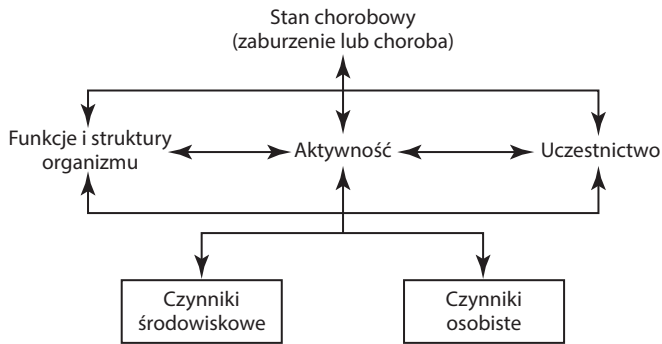 Stan chorobowy
(zaburzenie lub choroba)
Funkcje i struktury
organizmu
Aktywność
Uczestnictwo
Czynniki
środowiskowe
Czynniki
osobiste